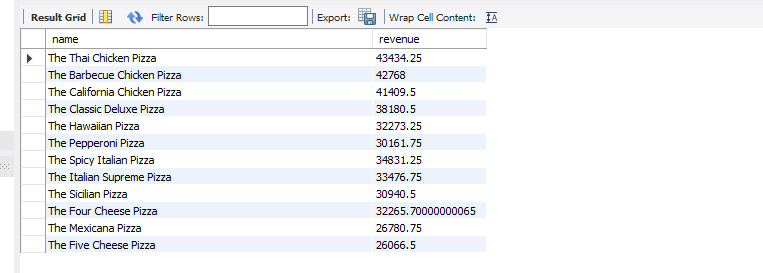 Result Grid Filter Rows: Export: Wrap Cell Content: IA
name revenue
The Thai Chicken Pizza 43434.25
The Barbecue Chicken Pizza 42768
The California Chicken Pizza 41409.5
The Classic Deluxe Pizza 38180.5
The Hawaiian Pizza 32273.25
The Pepperoni Pizza 30161.75
The Spicy Italian Pizza 34831.25
The Italian Supreme Pizza 33476.75
The Sicilian Pizza 30940.5
The Four Cheese Pizza 32265.70000000065
The Mexicana Pizza 26780.75
The Five Cheese Pizza 26066.5